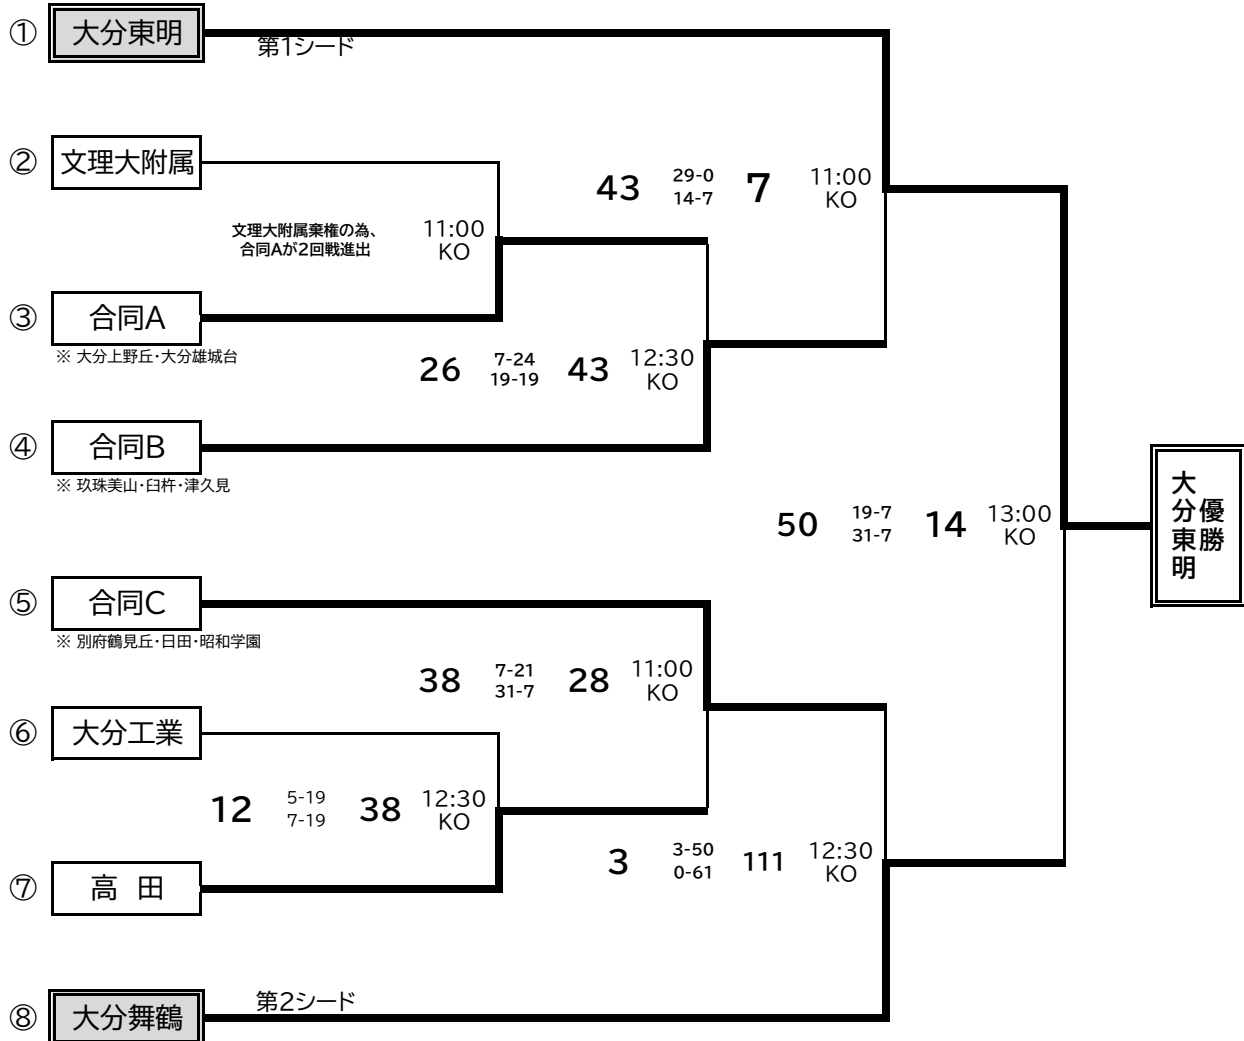 ① 大分東明
第1シード
② 文理大附属
43 29-0 7 11:00
14-7 KO
文理大附属棄権の為、 11:00
合同Aが2回戦進出 KO
③ 合同A
※ 大分上野丘・大分雄城台
26 7-24 43 12:30
19-19 KO
④ 合同B
※ 玖珠美山・臼杵・津久見
50 19-7 14 13:00
31-7 KO
優勝
大分東明
⑤ 合同C
※ 別府鶴見丘・日田・昭和学園
38 7-21 28 11:00
31-7 KO
⑥ 大分工業
12 5-19 38 12:30
7-19 KO
3 3-50 111 12:30
0-61 KO
⑦ 高 田
第2シード
⑧ 大分舞鶴